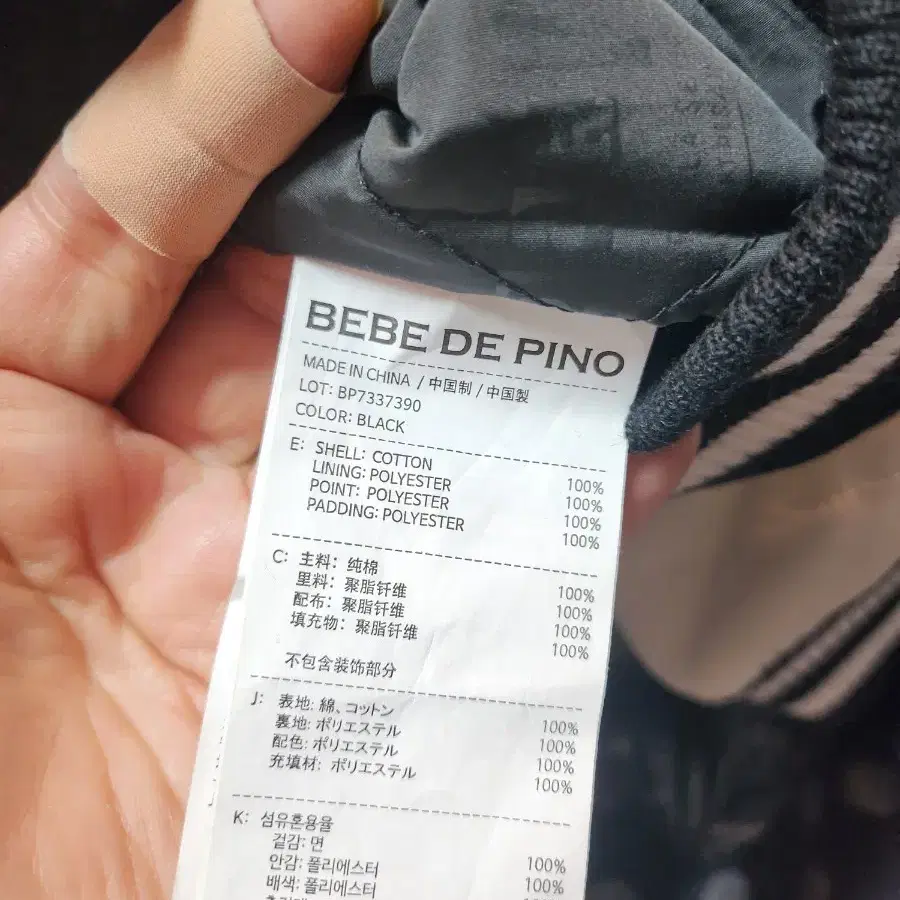 BEBE DE PINO
MADE IN CHINA / 中国制 / 中国製
LOT: BP7337390
COLOR: BLACK
E: SHELL: COTTON 100%
LINING: POLYESTER 100%
POINT: POLYESTER 100%
PADDING: POLYESTER 100%
C: 主料: 纯棉 100%
里料: 聚脂钎维 100%
配布: 聚脂钎维 100%
填充物: 聚脂钎维 100%
不包含装饰部分
J: 表地: 綿、コットン 100%
裏地: ポリエステル 100%
配色: ポリエステル 100%
充填材: ポリエステル 100%
K: 섬유혼용율
겉감: 면 100%
안감: 폴리에스터 100%
배색: 폴리에스터